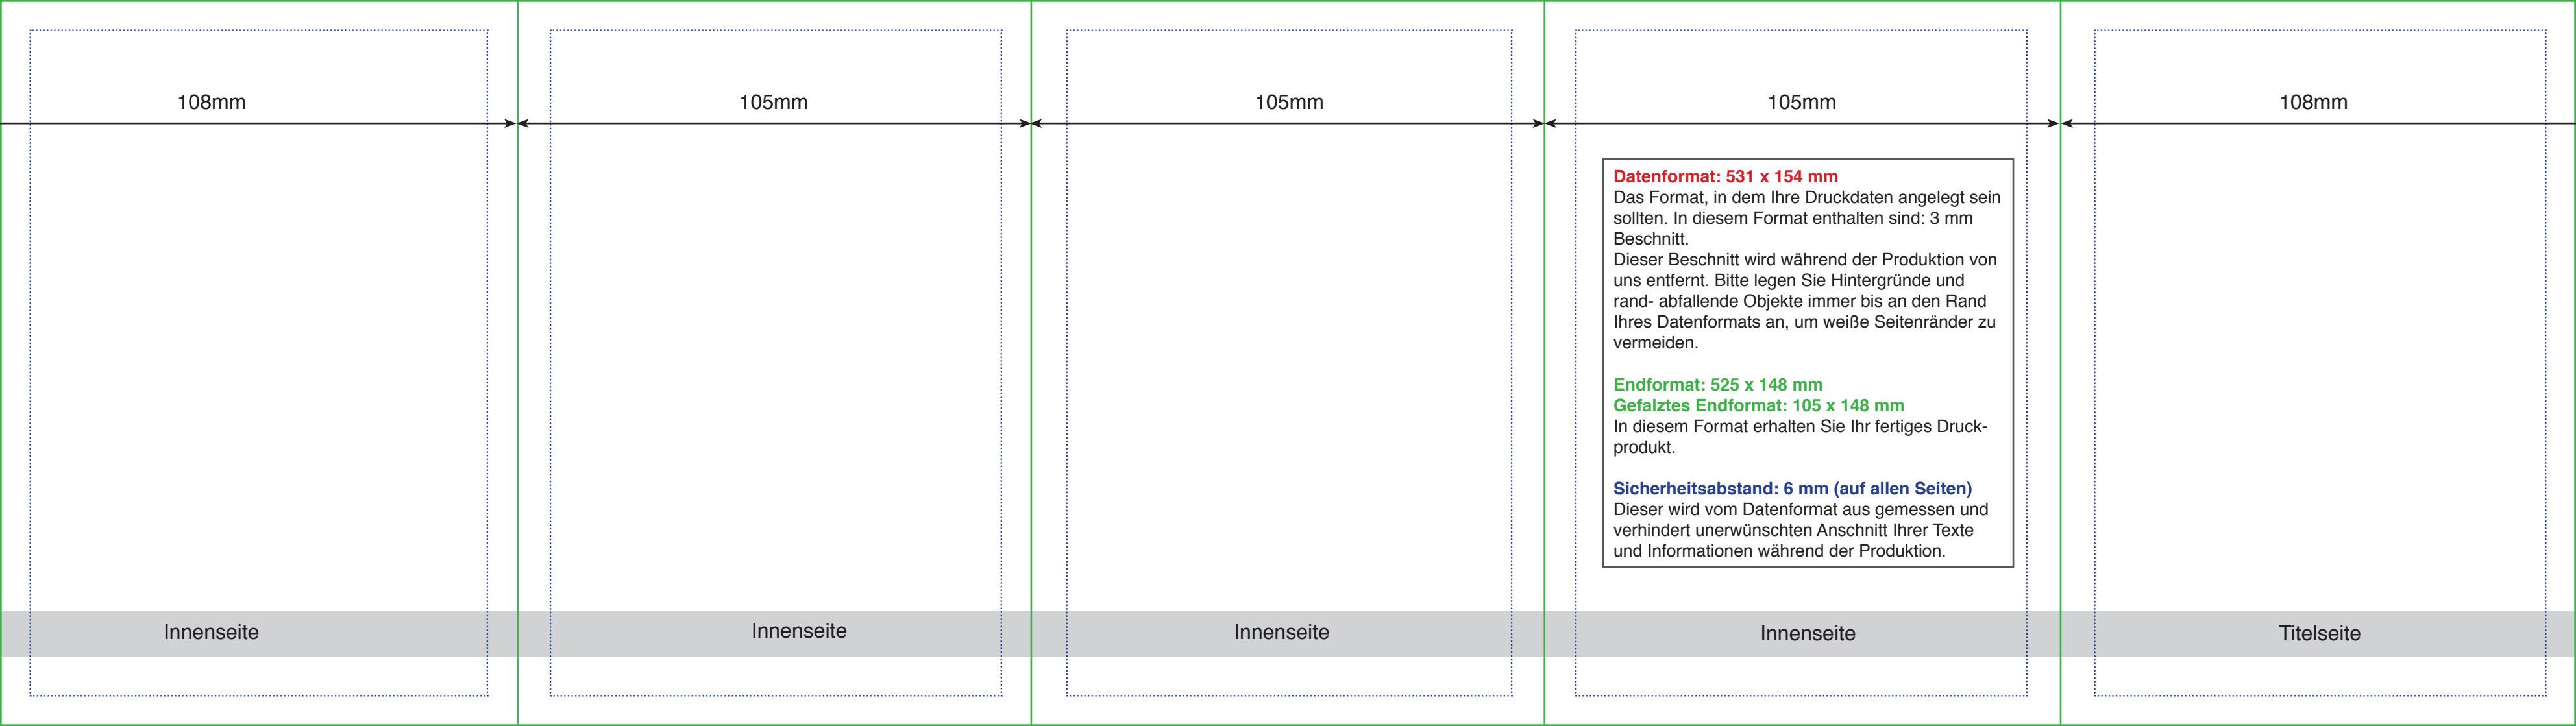 108mm
105mm
105mm
105mm
108mm
Datenformat: 531 x 154 mm
Das Format, in dem Ihre Druckdaten angelegt sein
sollten. In diesem Format enthalten sind: 3 mm
Beschnitt.
Dieser Beschnitt wird während der Produktion von
uns entfernt. Bitte legen Sie Hintergründe und
rand- abfallende Objekte immer bis an den Rand
Ihres Datenformats an, um weiße Seitenränder zu
vermeiden.
Endformat: 525 x 148 mm
Gefalztes Endformat: 105 x 148 mm
In diesem Format erhalten Sie Ihr fertiges Druck-
produkt.
Sicherheitsabstand: 6 mm (auf allen Seiten)
Dieser wird vom Datenformat aus gemessen und
verhindert unerwünschten Anschnitt Ihrer Texte
und Informationen während der Produktion.
Innenseite
Innenseite
Innenseite
Innenseite
Titelseite